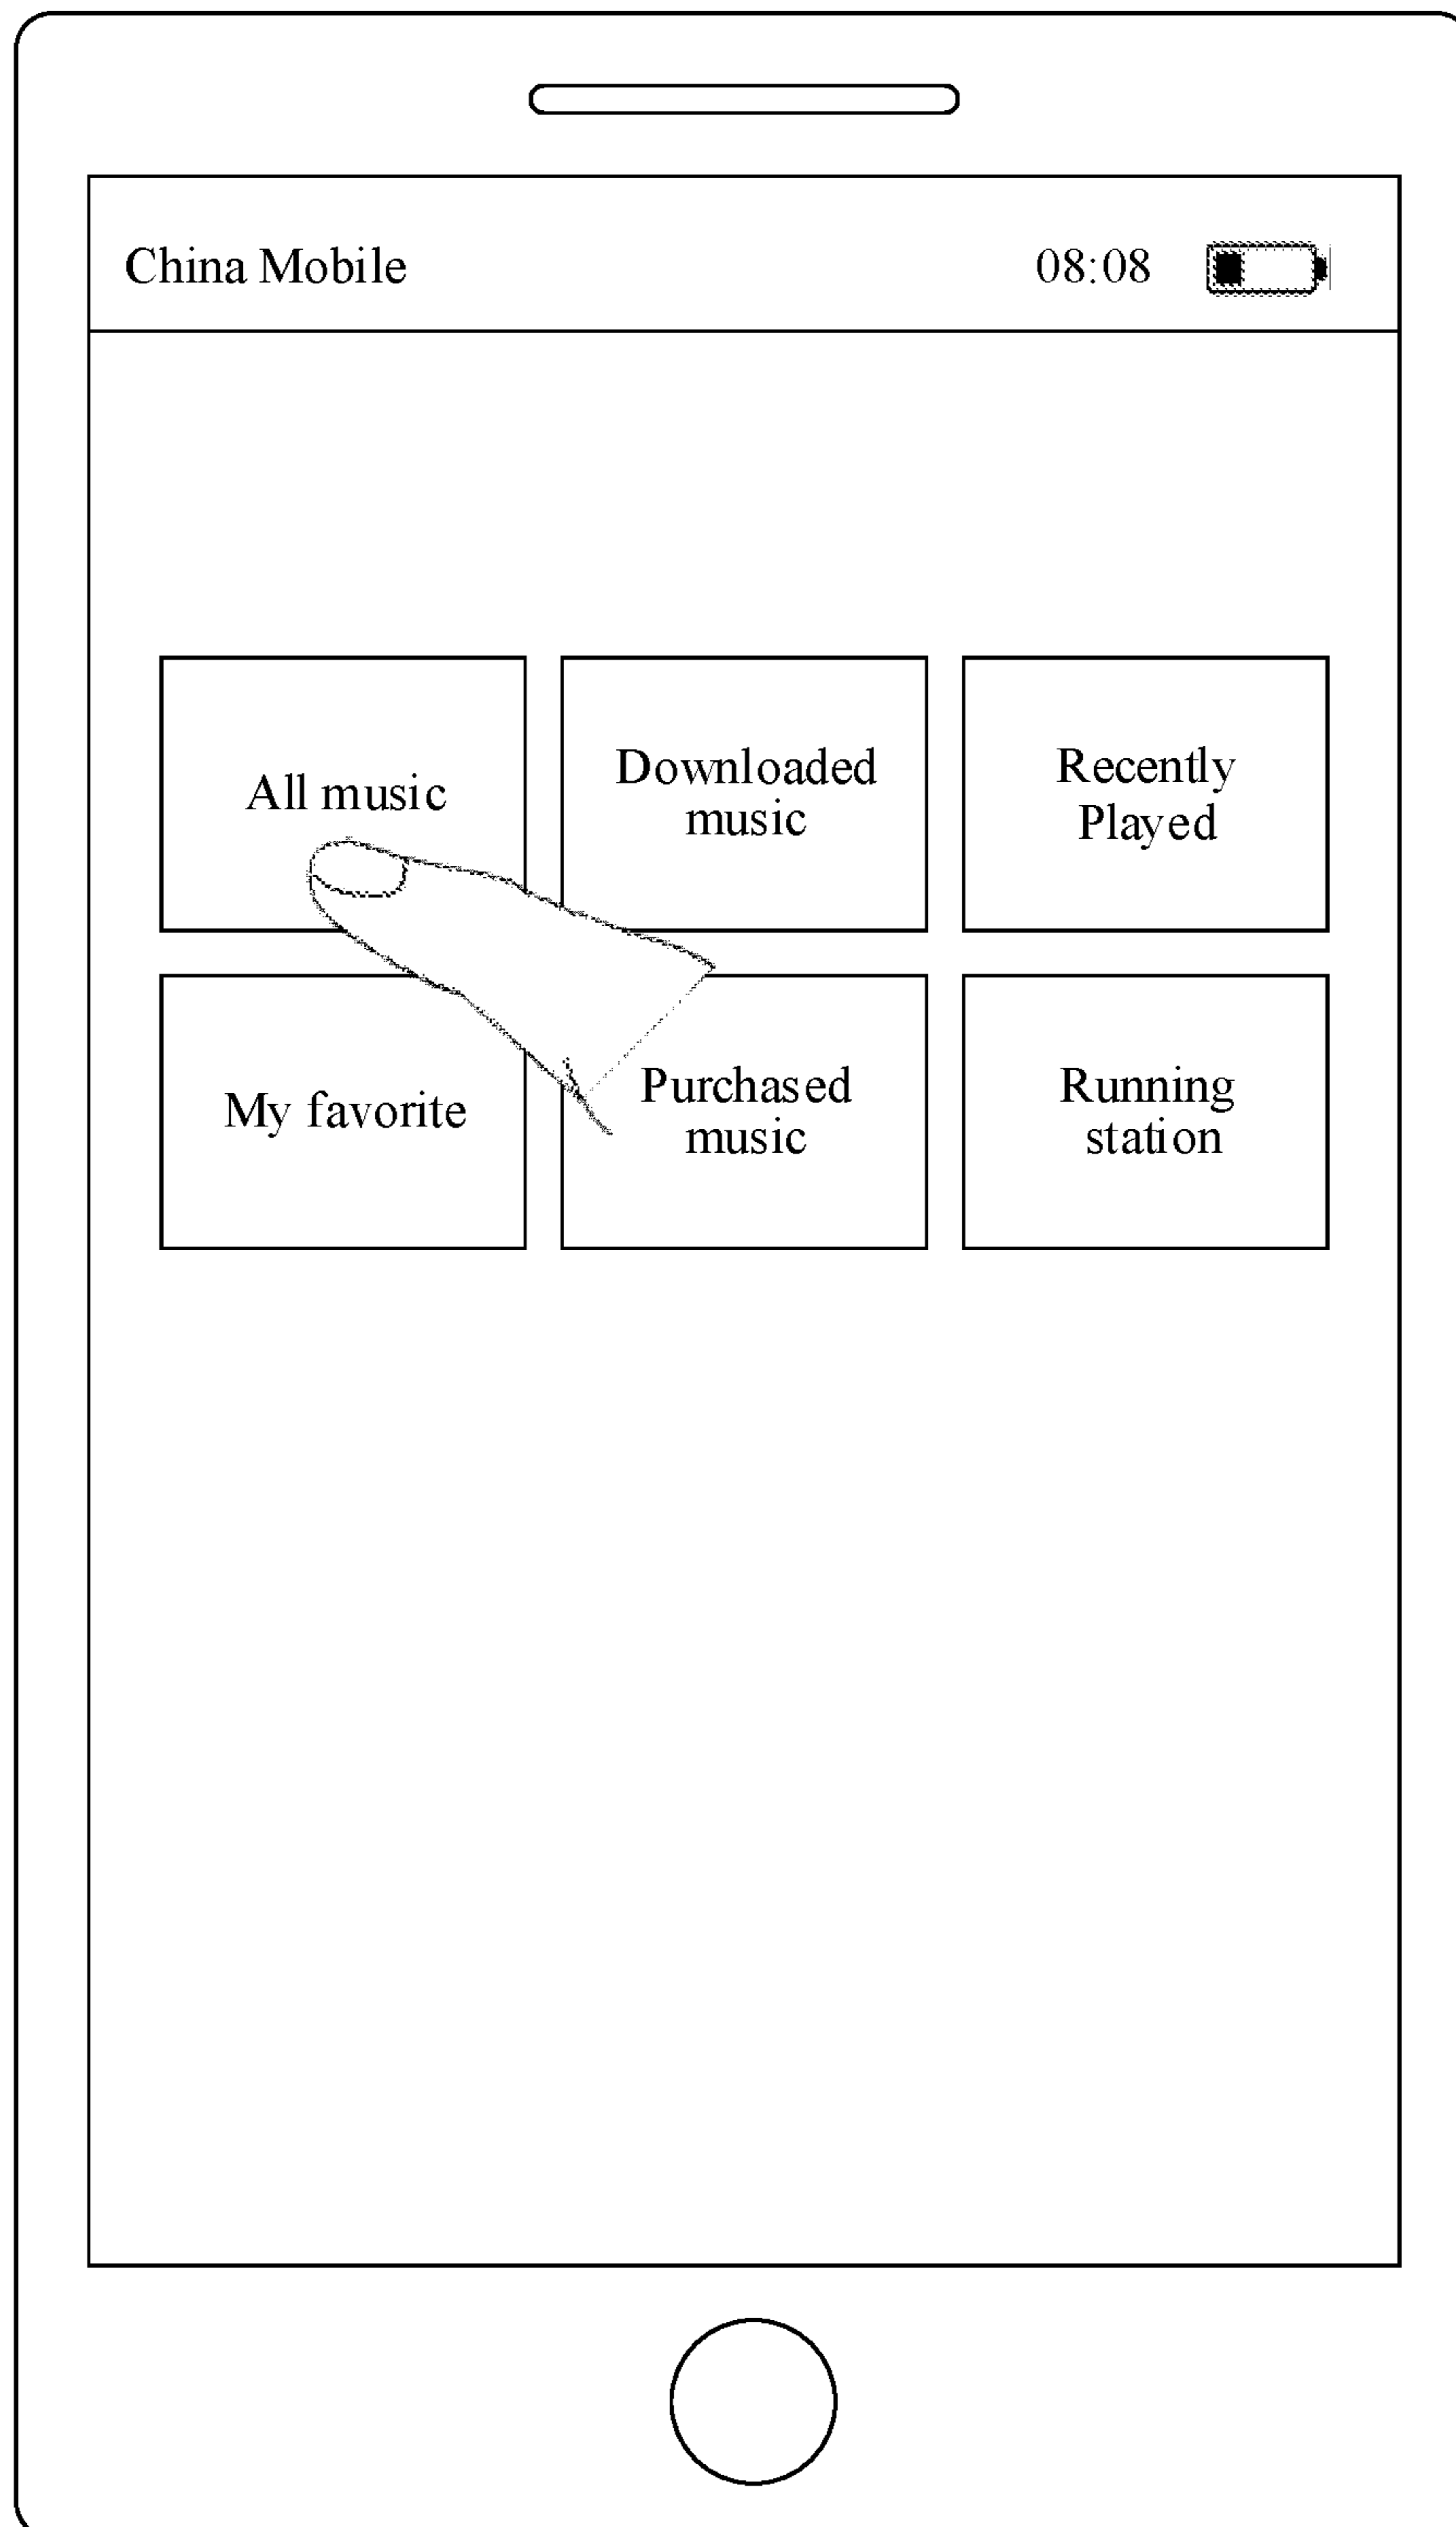 China Mobile 08:08
All music
Downloaded
music
Recently
Played
My favorite
Purchased
music
Running
station